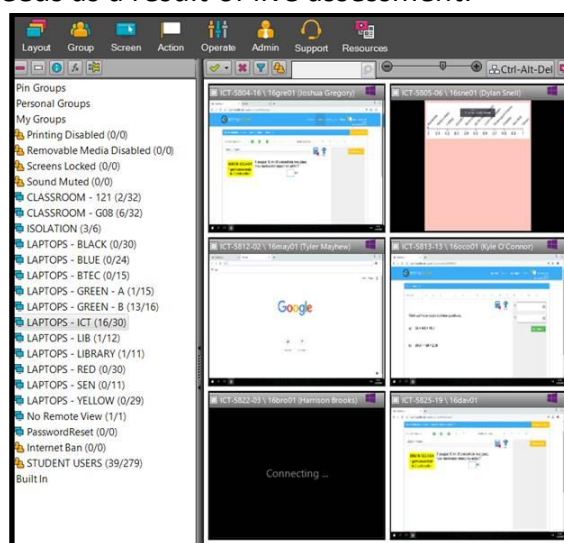 needs as a result of live assessment.
Layout Group Screen Action Operate Admin Support Resources
Ctrl-Alt-Del
Pin Groups
Personal Groups
My Groups
Printing Disabled (0/0)
Removable Media Disabled (0/0)
Screens Locked (0/0)
Sound Muted (0/0)
CLASSROOM - 121 (2/32)
CLASSROOM - G08 (6/32)
ISOLATION (3/6)
LAPTOPS - BLACK (0/30)
LAPTOPS - BLUE (0/24)
LAPTOPS - BTEC (0/15)
LAPTOPS - GREEN - A (1/15)
LAPTOPS - GREEN - B (13/16)
LAPTOPS - ICT (16/30)
LAPTOPS - LIB (1/12)
LAPTOPS - LIBRARY (1/11)
LAPTOPS - RED (0/30)
LAPTOPS - SEN (0/11)
LAPTOPS - YELLOW (0/29)
No Remote View (1/1)
PasswordReset (0/0)
Internet Ban (0/0)
STUDENT USERS (39/279)
Built In
ICT-5804-16 \ 16gre01 (Joshua Gregory)
ICT-5805-06 \ 16sne01 (Dylan Snell)
ICT-5812-02 \ 16may01 (Tyler Mayhew)
ICT-5813-13 \ 16oco01 (Kyle O'Connor)
Google
ICT-5822-03 \ 16bro01 (Harrison Brooks)
ICT-5825-19 \ 16dav01
Connecting ...